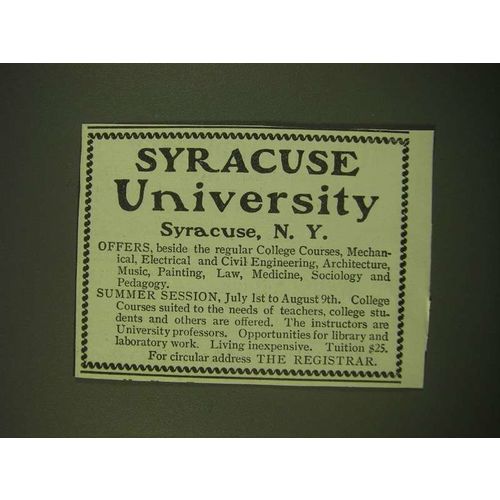 SYRACUSE
University
Syracuse, N. Y.
OFFERS, beside the regular College Courses, Mechan-
ical, Electrical and Civil Engineering, Architecture,
Music, Painting, Law, Medicine, Sociology and
Pedagogy.
SUMMER SESSION, July 1st to August 9th. College
Courses suited to the needs of teachers, college stu-
dents and others are offered. The instructors are
University professors. Opportunities for library and
laboratory work. Living inexpensive. Tuition $25.
For circular address THE REGISTRAR.